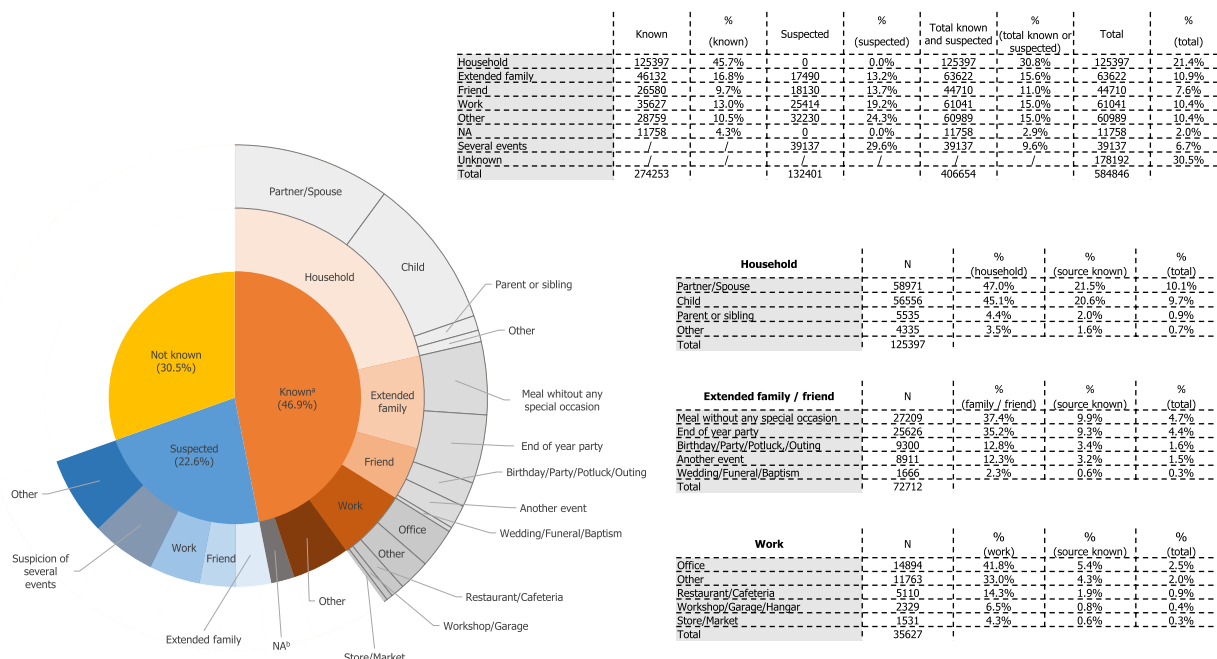 Known % (known) Suspected % (suspected) Total known and suspected % (total known or suspected) Total % (total)
Household 125397 45.7% 0 0.0% 125397 30.8% 125397 21.4%
Extended family 46132 16.8% 17490 13.2% 63622 15.6% 63622 10.9%
Friend 26580 9.7% 18130 13.7% 44710 11.0% 44710 7.6%
Work 35627 13.0% 25414 19.2% 61041 15.0% 61041 10.4%
Other 28759 10.5% 32230 24.3% 60989 15.0% 60989 10.4%
NA 11758 4.3% 0 0.0% 11758 2.9% 11758 2.0%
Several events / / 39137 29.6% 39137 9.6% 39137 6.7%
Unknown / / / / / / 178192 30.5%
Total 274253 132401 406654 584846
Partner/Spouse
Household
Child
Parent or sibling
Other
Not known
(30.5%)
Knownᵃ
(46.9%)
Extended
family
Meal whitout any
special occasion
Suspected
(22.6%)
End of year party
Friend
Birthday/Party/Potluck/Outing
Other
Work
Another event
Office
Wedding/Funeral/Baptism
Work
Friend
Other
Suspicion of
several
events
Restaurant/Cafeteria
Other
Workshop/Garage
Extended family
NAᵇ
Store/Market
Household N % (household) % (source known) % (total)
Partner/Spouse 58971 47.0% 21.5% 10.1%
Child 56556 45.1% 20.6% 9.7%
Parent or sibling 5535 4.4% 2.0% 0.9%
Other 4335 3.5% 1.6% 0.7%
Total 125397
Extended family / friend N % (family / friend) % (source known) % (total)
Meal without any special occasion 27209 37.4% 9.9% 4.7%
End of year party 25626 35.2% 9.3% 4.4%
Birthday/Party/Potluck,/Outing 9300 12.8% 3.4% 1.6%
Another event 8911 12.3% 3.2% 1.5%
Wedding/Funeral/Baptism 1666 2.3% 0.6% 0.3%
Total 72712
Work N % (work) % (source known) % (total)
Office 14894 41.8% 5.4% 2.5%
Other 11763 33.0% 4.3% 2.0%
Restaurant/Cafeteria 5110 14.3% 1.9% 0.9%
Workshop/Garage/Hangar 2329 6.5% 0.8% 0.4%
Store/Market 1531 4.3% 0.6% 0.3%
Total 35627